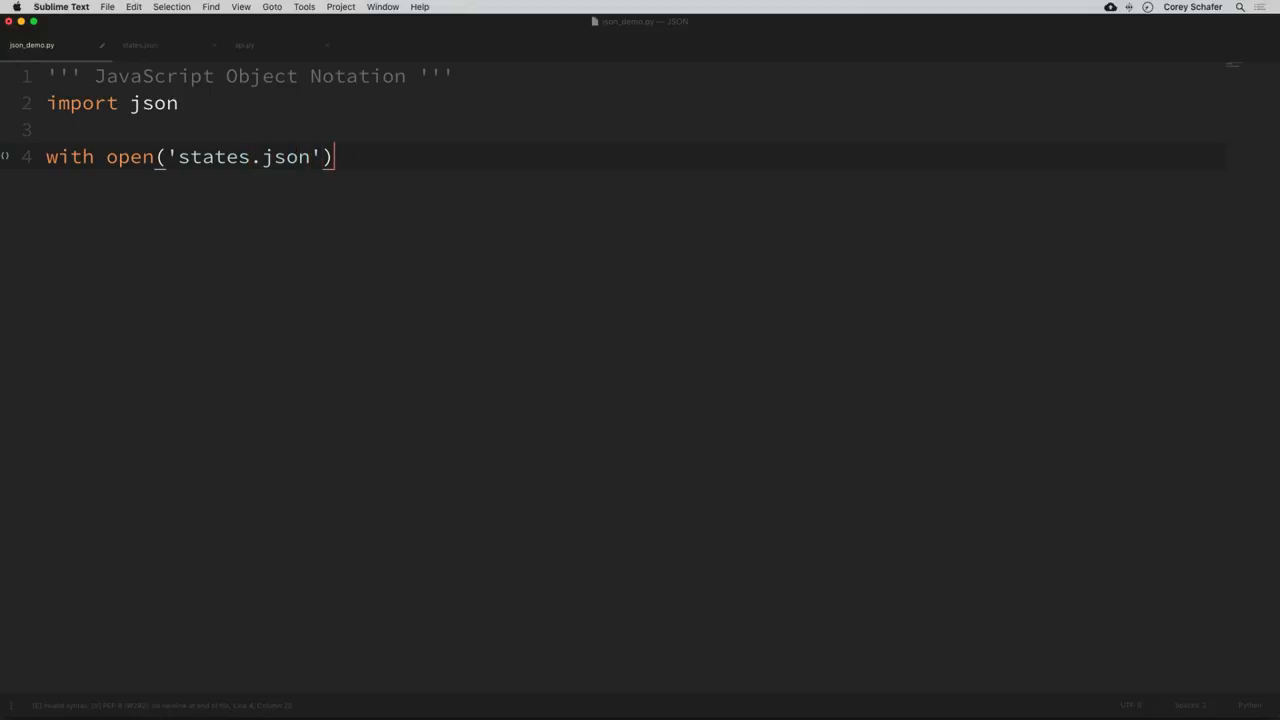 Sublime Text File Edit Selection Find View Goto Tools Project Window Help Corey Schafer
json_demo.py — JSON
json_demo.py states.json api.py
1 ''' JavaScript Object Notation '''
2 import json
3
4 with open('states.json')
[E] Invalid syntax, [X] PEP 8 (W292): no newline at end of file, Line 4, Column 25
UTF-8 Spaces: 2 Python